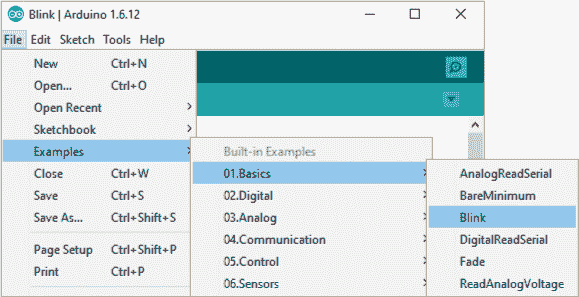 Blink | Arduino 1.6.12
File Edit Sketch Tools Help
New Ctrl+N
Open... Ctrl+O
Open Recent
Sketchbook
Examples
Close Ctrl+W
Save Ctrl+S
Save As... Ctrl+Shift+S
Page Setup Ctrl+Shift+P
Print Ctrl+P
Built-in Examples
01.Basics
02.Digital
03.Analog
04.Communication
05.Control
06.Sensors
AnalogReadSerial
BareMinimum
Blink
DigitalReadSerial
Fade
ReadAnalogVoltage